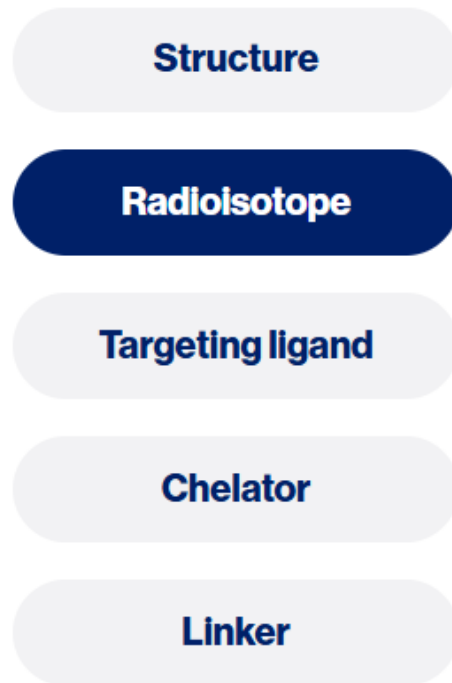 Structure
Radioisotope
Targeting ligand
Chelator
Linker